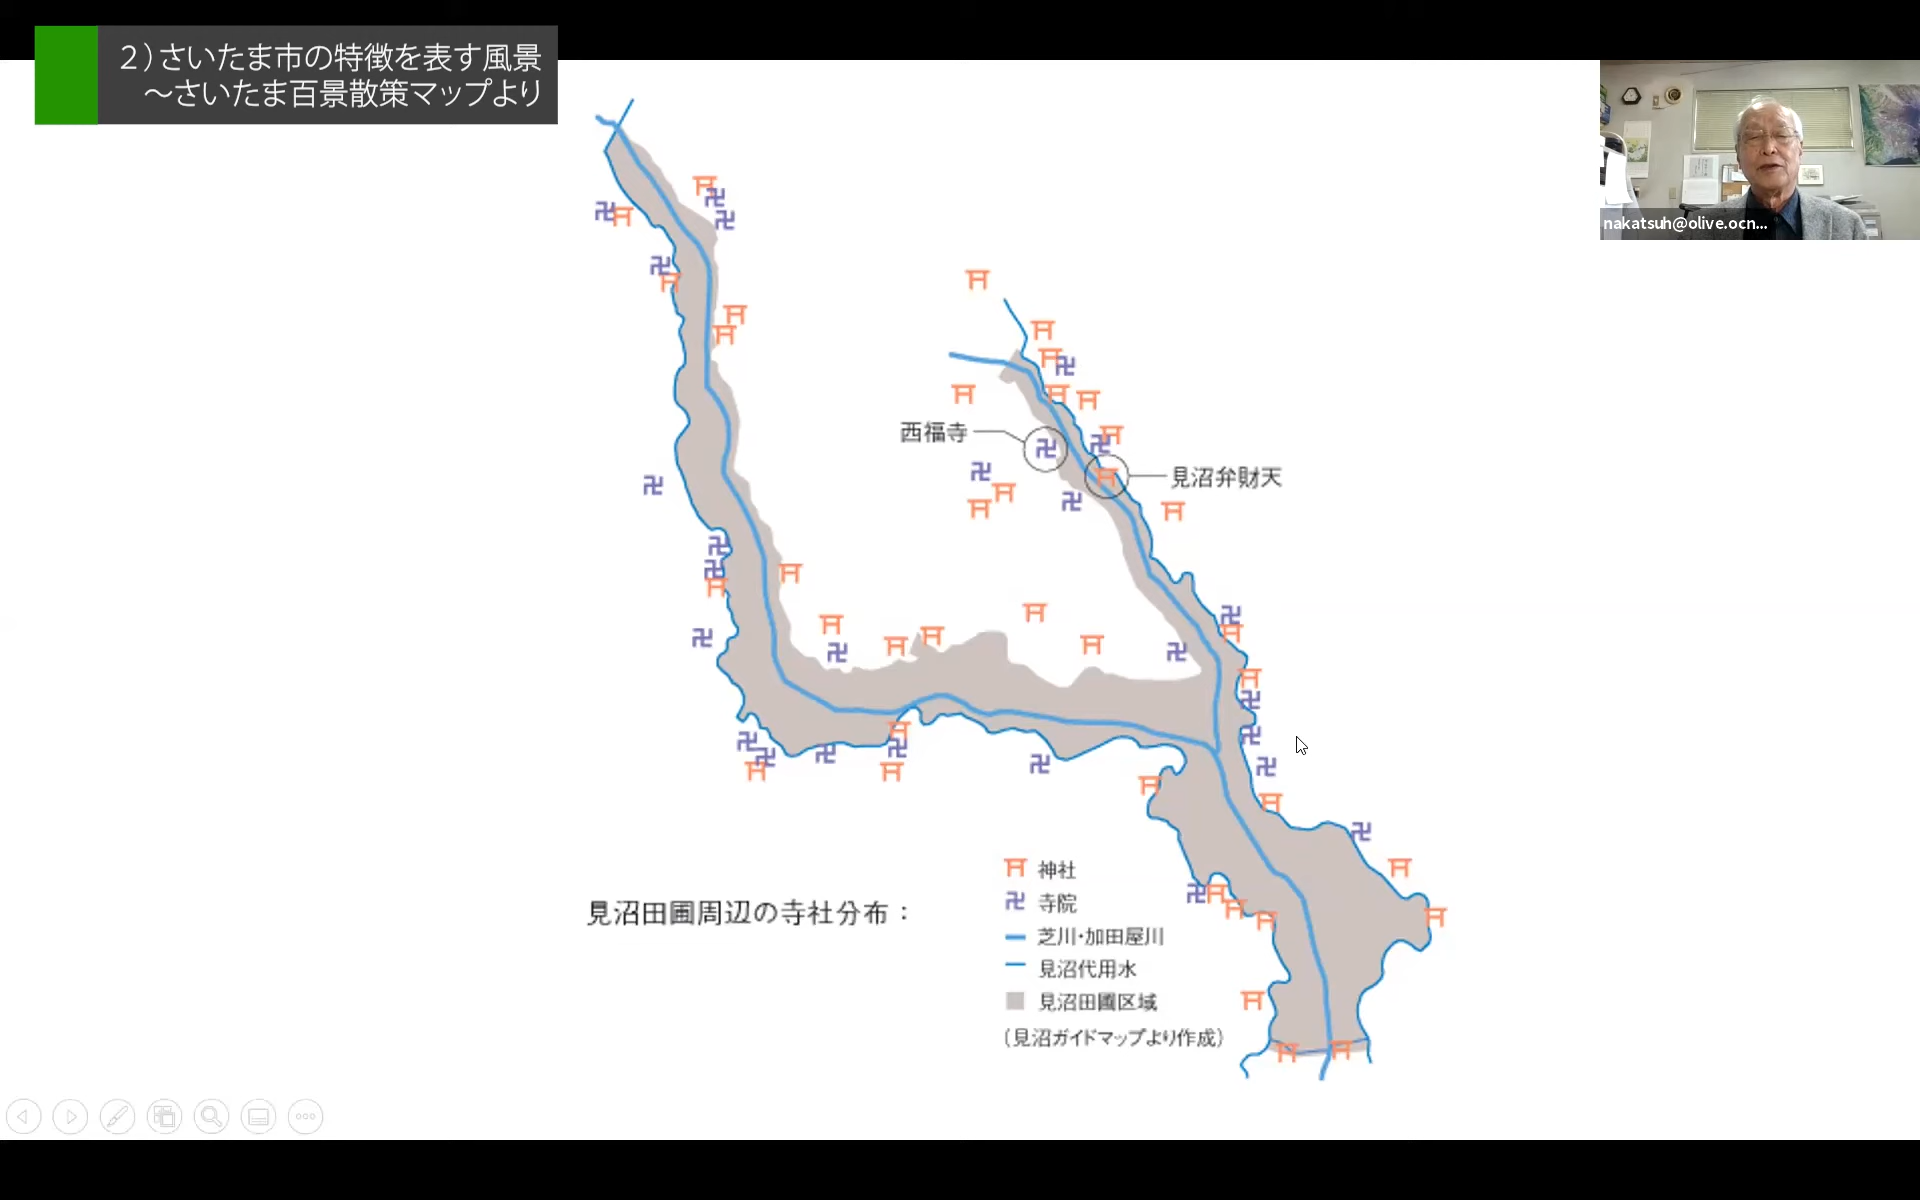 2)さいたま市の特徴を表す風景
〜さいたま百景散策マップより
nakatsuh@olive.ocn...
西福寺
見沼弁財天
見沼田圃周辺の寺社分布：
神社
寺院
芝川・加田屋川
見沼代用水
見沼田圃区域
(見沼ガイドマップより作成)